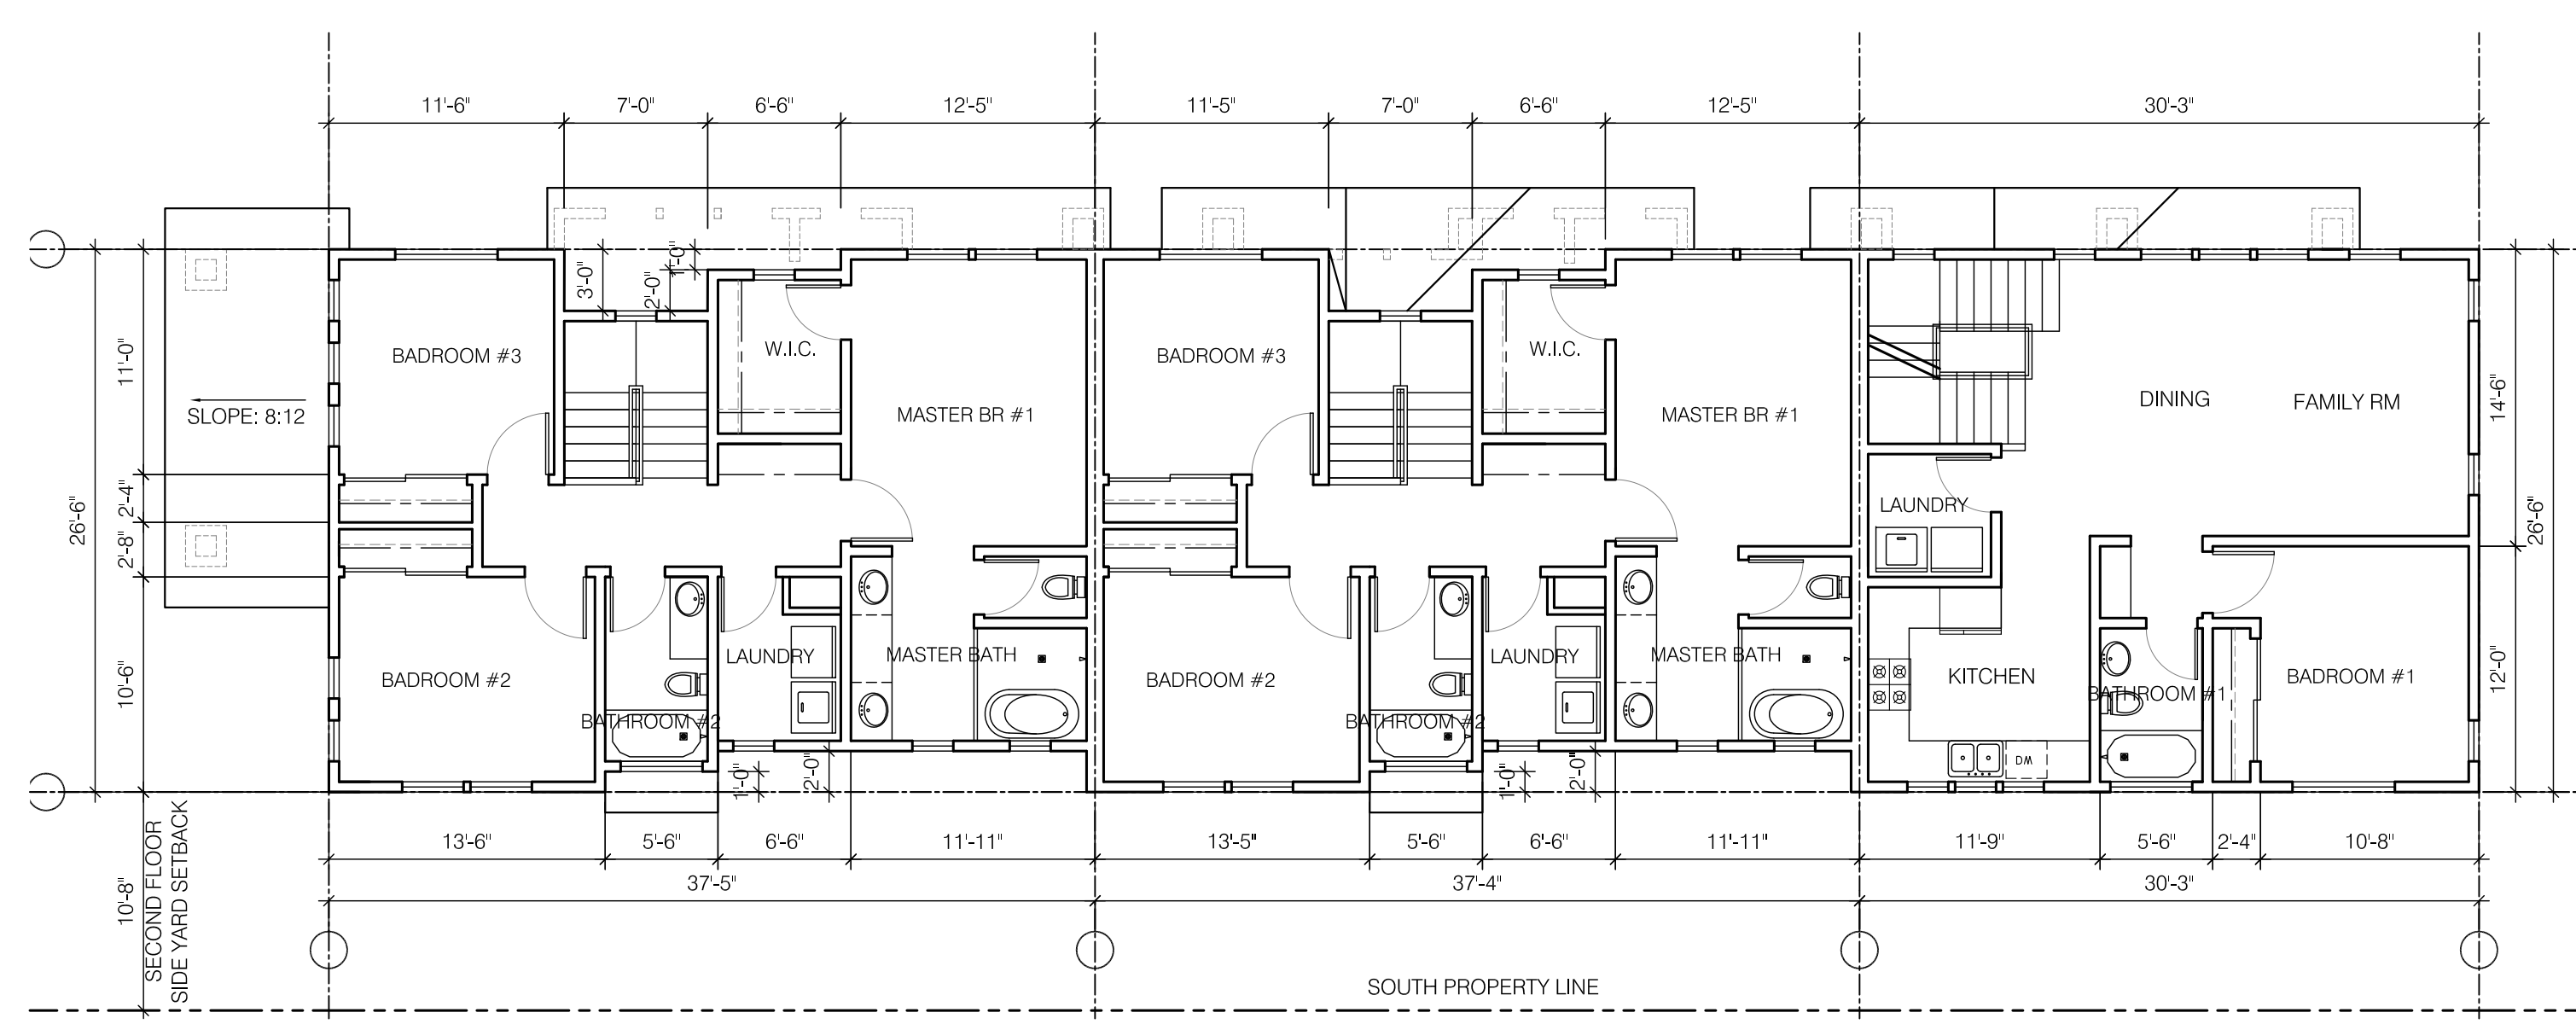 11'-6"
7'-0"
6'-6"
12'-5"
11'-5"
7'-0"
6'-6"
12'-5"
30'-3"
3'-0"
2'-0"
1'-0"
26'-6"
11'-0"
2'-4"
2'-8"
10'-6"
10'-8"
SLOPE: 8:12
BADROOM #3
W.I.C.
MASTER BR #1
BADROOM #3
W.I.C.
MASTER BR #1
DINING
FAMILY RM
14'-6"
26'-6"
12'-0"
LAUNDRY
BADROOM #2
BATHROOM #2
LAUNDRY
MASTER BATH
BADROOM #2
BATHROOM #2
LAUNDRY
MASTER BATH
KITCHEN
DW
BATHROOM #1
BADROOM #1
1'-0"
2'-0"
1'-0"
2'-0"
13'-6"
5'-6"
6'-6"
11'-11"
13'-5"
5'-6"
6'-6"
11'-11"
11'-9"
5'-6"
2'-4"
10'-8"
37'-5"
37'-4"
30'-3"
SECOND FLOOR
SIDE YARD SETBACK
SOUTH PROPERTY LINE